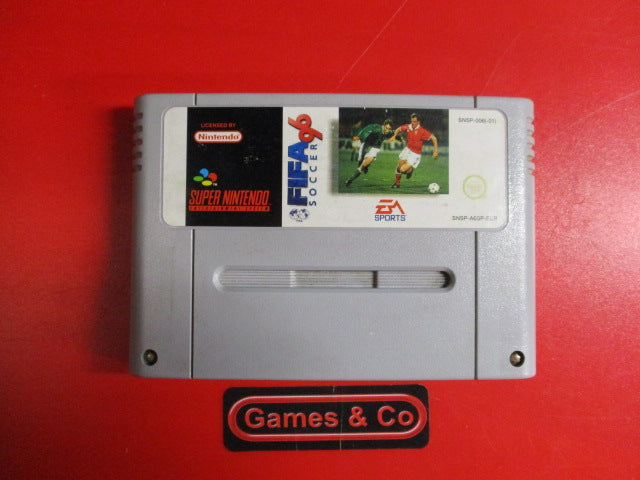 LICENSED BY
Nintendo
SUPER NINTENDO
ENTERTAINMENT SYSTEM
FIFA 96
SOCCER
EA
SPORTS
SNSP-006(-01)
SNSP-A6SP-EUR
Games & Co